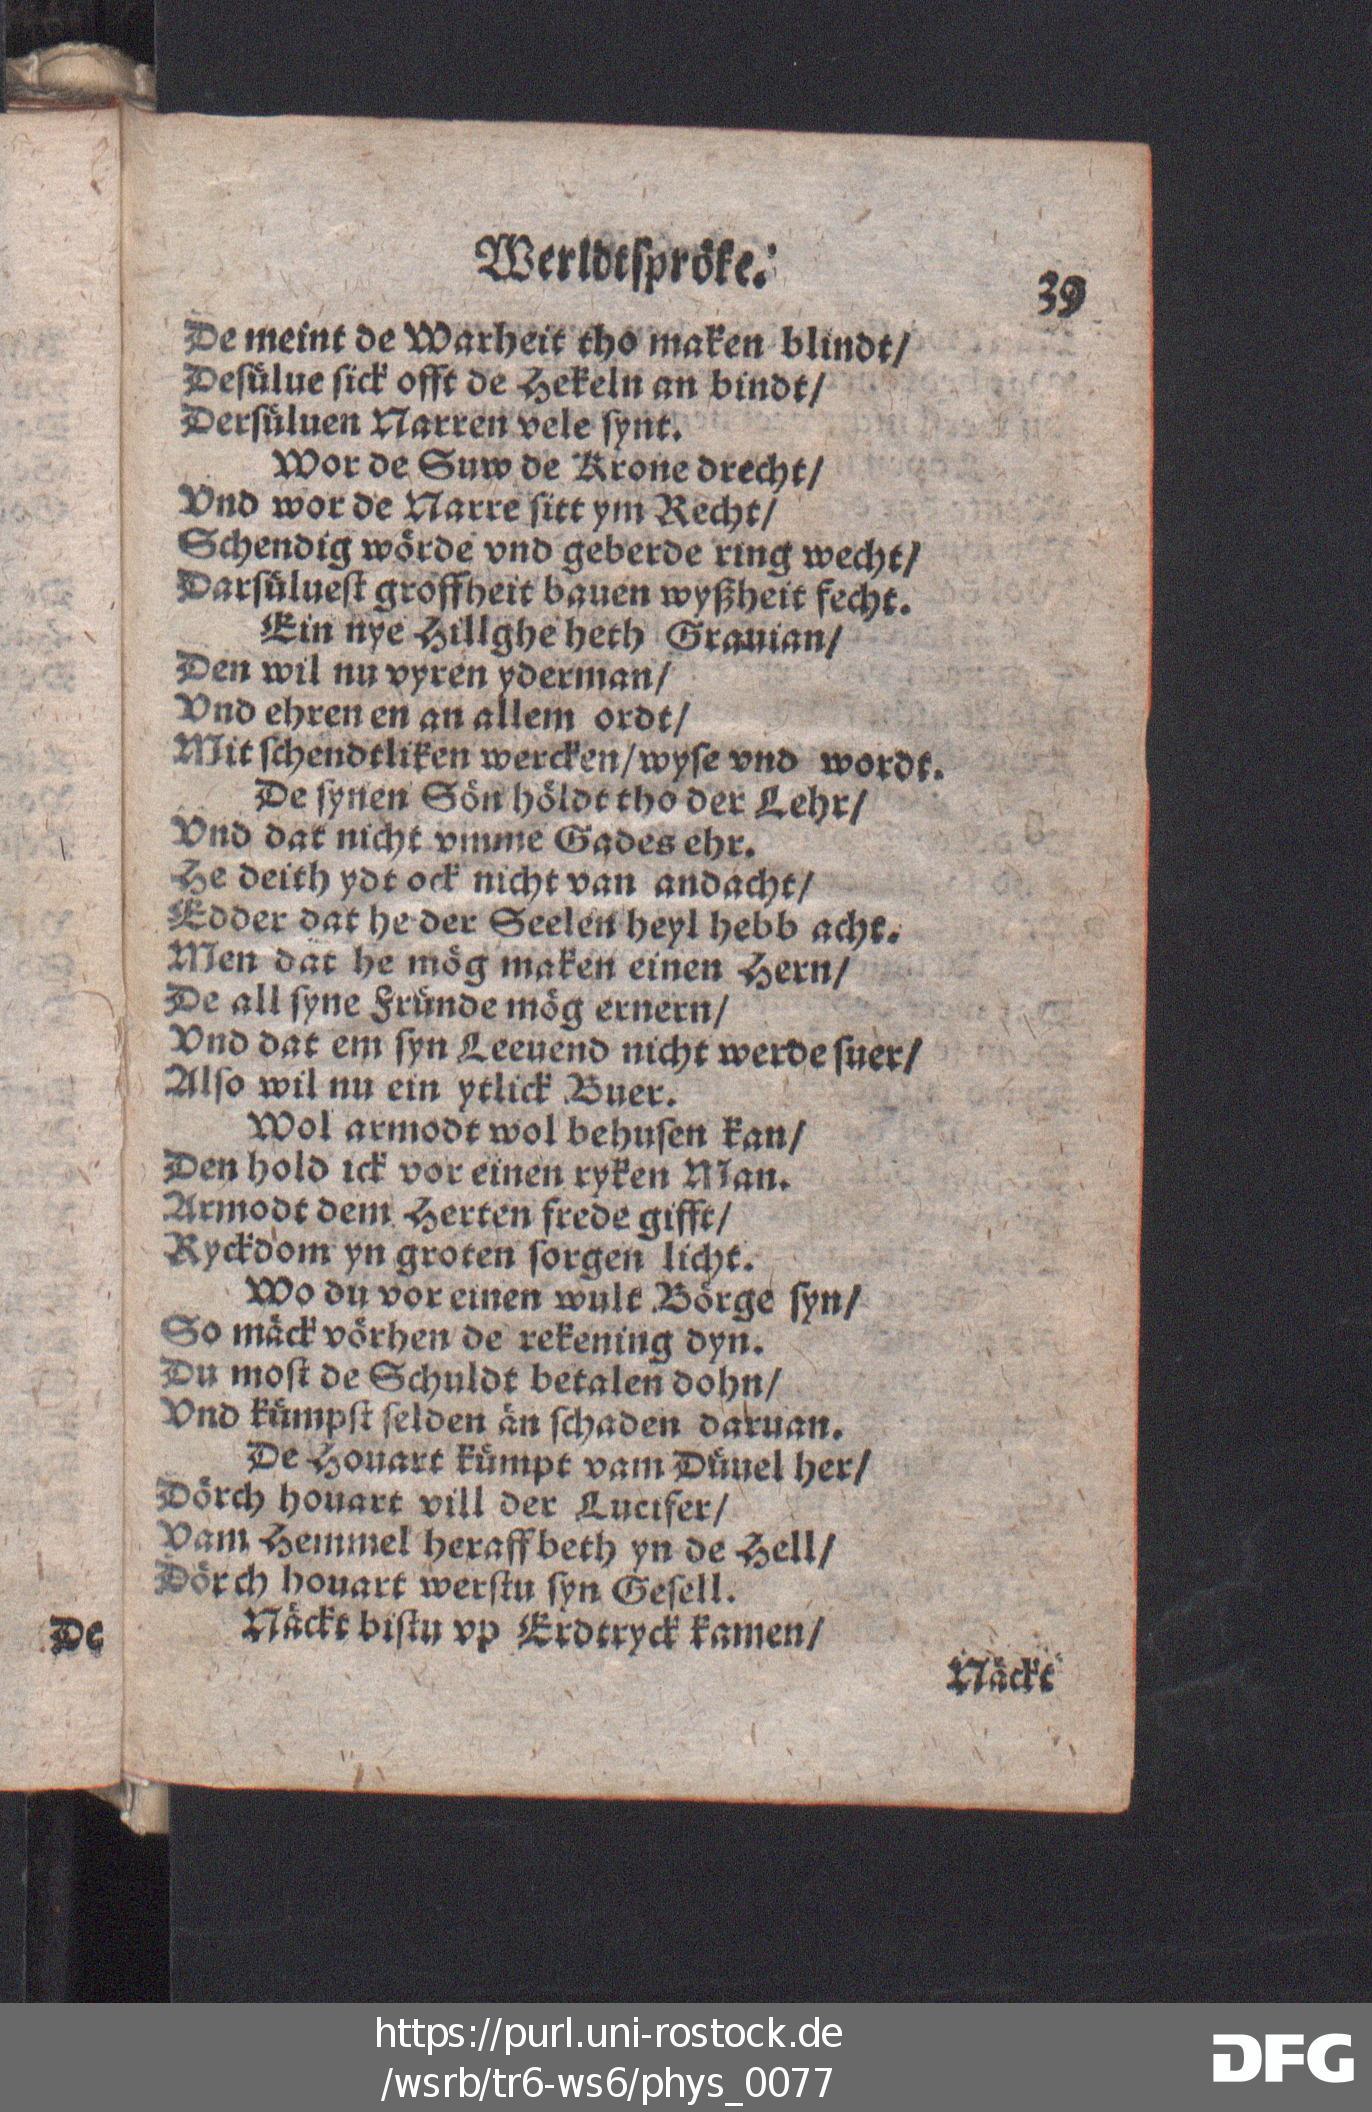 Werldtspröke.
39
De meint de Warheit tho maken blindt/
Desülue sick offt de Hekeln an bindt/
Dersüluen Narren vele synt.
Wor de Suw de Krone drecht/
Vnd wor de Narre sitt ym Recht/
Schendig wörde vnd geberde ring wecht/
Darsüluest groffheit bauen wyßheit fecht.
Ein nye Hillghe heth Grauian/
Den wil nu vyren yderman/
Vnd ehren en an allem ordt/
Mit schendtliken wercken/wyse vnd wordt.
De synen Sön höldt tho der Lehr/
Vnd dat nicht vmme Gades ehr.
He deith ydt ock nicht van andacht/
Edder dat he der Seelen heyl hebb acht.
Men dat he mög maken einen Hern/
De all syne Fründe mög ernern/
Vnd dat em syn Leeuend nicht werde suer/
Also wil nu ein ytlick Buer.
Wol armodt wol behusen kan/
Den hold ick vor einen ryken Man.
Armodt dem Herten frede gifft/
Ryckdom yn groten sorgen licht.
Wo du vor einen wult Börge syn/
So mäck vörhen de rekening dyn.
Du most de Schuldt betalen dohn/
Vnd kümpst selden än schaden daruan.
De Houart kümpt vam Düuel her/
Dörch houart vill der Lucifer/
Vam Hemmel heraff beth yn de Hell/
Dörch houart werstu syn Gesell.
Näckt bistu vp Erdtryck kamen/
Näckt
De
https://purl.uni-rostock.de
/wsrb/tr6-ws6/phys_0077
DFG